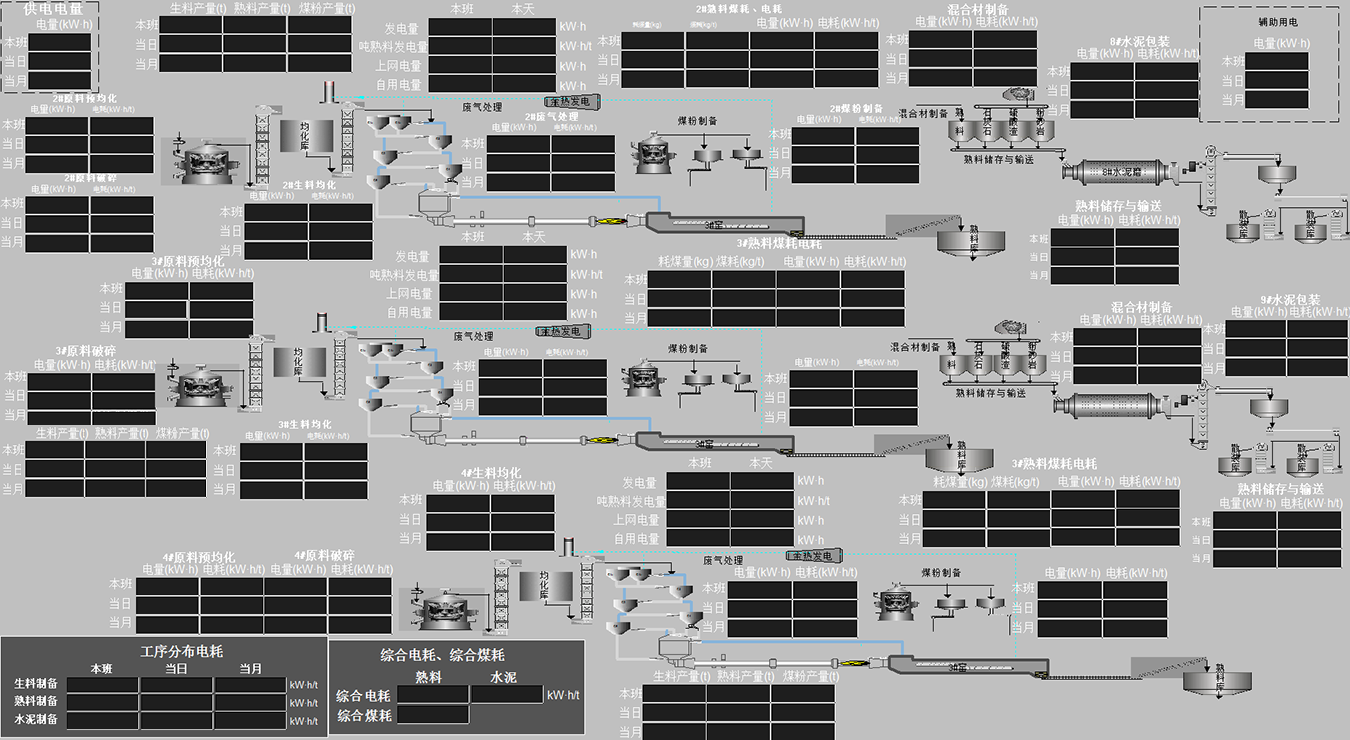 供电电量
电量(kW·h)
本班
当日
当月
生料产量(t) 熟料产量(t) 煤粉产量(t)
本班
当日
当月
本班 本天
发电量 kW·h
吨熟料发电量 kW·h/t
上网电量 kW·h
自用电量 kW·h
2#熟料煤耗、电耗
耗煤量(kg) 煤耗(kg/t) 电量(kW·h) 电耗(kW·h/t)
本班
当日
当月
混合材制备
电量(kW·h) 电耗(kW·h/t)
本班
当日
当月
8#水泥包装
电量(kW·h) 电耗(kW·h/t)
本班
当日
当月
辅助用电
电量(kW·h)
本班
当日
当月
2#原料预均化
电量(kW·h) 电耗(kW·h/t)
本班
当日
当月
2#原料破碎
电量(kW·h) 电耗(kW·h/t)
本班
当日
当月
均化库
2#生料均化
电量(kW·h) 电耗(kW·h/t)
本班
当日
当月
废气处理
余热发电
2#废气处理
电量(kW·h) 电耗(kW·h/t)
本班
当日
当月
煤粉制备
2#煤粉制备
电量(kW·h) 电耗(kW·h/t)
本班
当日
当月
混合材制备
熟料
石灰石
熟料储存与输送
8#水泥磨
散装库
散装库
熟料储存与输送
电量(kW·h) 电耗(kW·h/t)
本班
当日
当月
熟料库
3#原料预均化
电量(kW·h) 电耗(kW·h/t)
本班
当日
当月
本班 本天
发电量 kW·h
吨熟料发电量 kW·h/t
上网电量 kW·h
自用电量 kW·h
3#熟料煤耗电耗
耗煤量(kg) 煤耗(kg/t) 电量(kW·h) 电耗(kW·h/t)
本班
当日
当月
混合材制备
电量(kW·h) 电耗(kW·h/t)
本班
当日
当月
9#水泥包装
电量(kW·h) 电耗(kW·h/t)
本班
当日
当月
3#原料破碎
电量(kW·h) 电耗(kW·h/t)
本班
当日
当月
均化库
废气处理
余热发电
电量(kW·h) 电耗(kW·h/t)
本班
当日
当月
煤粉制备
电量(kW·h) 电耗(kW·h/t)
本班
当日
当月
混合材制备
熟料
石灰石
熟料储存与输送
散装库
散装库
3#窑
熟料库
生料产量(t) 熟料产量(t) 煤粉产量(t)
本班
当日
当月
3#生料均化
电量(kW·h) 电耗(kW·h/t)
本班
当日
当月
4#生料均化
电量(kW·h) 电耗(kW·h/t)
本班
当日
当月
本班 本天
发电量 kW·h
吨熟料发电量 kW·h/t
上网电量 kW·h
自用电量 kW·h
3#熟料煤耗电耗
耗煤量(kg) 煤耗(kg/t) 电量(kW·h) 电耗(kW·h/t)
本班
当日
当月
熟料储存与输送
电量(kW·h) 电耗(kW·h/t)
本班
当日
当月
4#原料预均化 4#原料破碎
电量(kW·h) 电耗(kW·h/t) 电量(kW·h) 电耗(kW·h/t)
本班
当日
当月
均化库
废气处理
余热发电
电量(kW·h) 电耗(kW·h/t)
本班
当日
当月
煤粉制备
电量(kW·h) 电耗(kW·h/t)
本班
当日
当月
熟料库
工序分布电耗
本班 当日 当月
生料制备 kW·h/t
熟料制备 kW·h/t
水泥制备 kW·h/t
综合电耗、综合煤耗
熟料 水泥
综合电耗 kW·h/t
综合煤耗
生料产量(t) 熟料产量(t) 煤粉产量(t)
本班
当日
当月